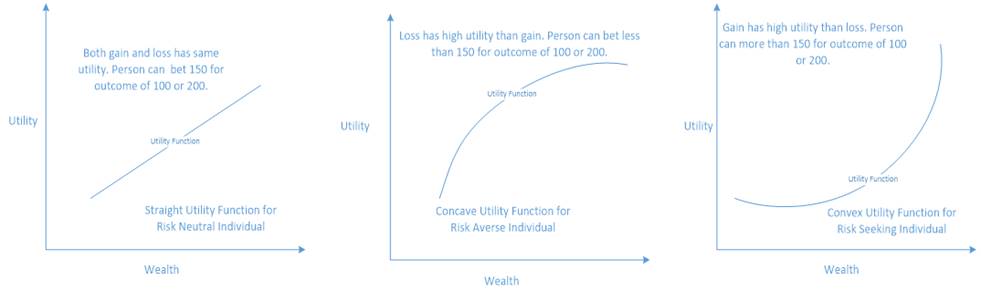 Both gain and loss has same
utility. Person can bet 150 for
outcome of 100 or 200.
Utility
Utility Function
Straight Utility Function for
Risk Neutral Individual
Wealth
Loss has high utility than gain. Person can bet less
than 150 for outcome of 100 or 200.
Utility Function
Utility
Concave Utility Function for
Risk Averse Individual
Wealth
Gain has high utility than loss. Person
can more than 150 for outcome of 100
or 200.
Utility
Utility Function
Convex Utility Function for
Risk Seeking Individual
Wealth